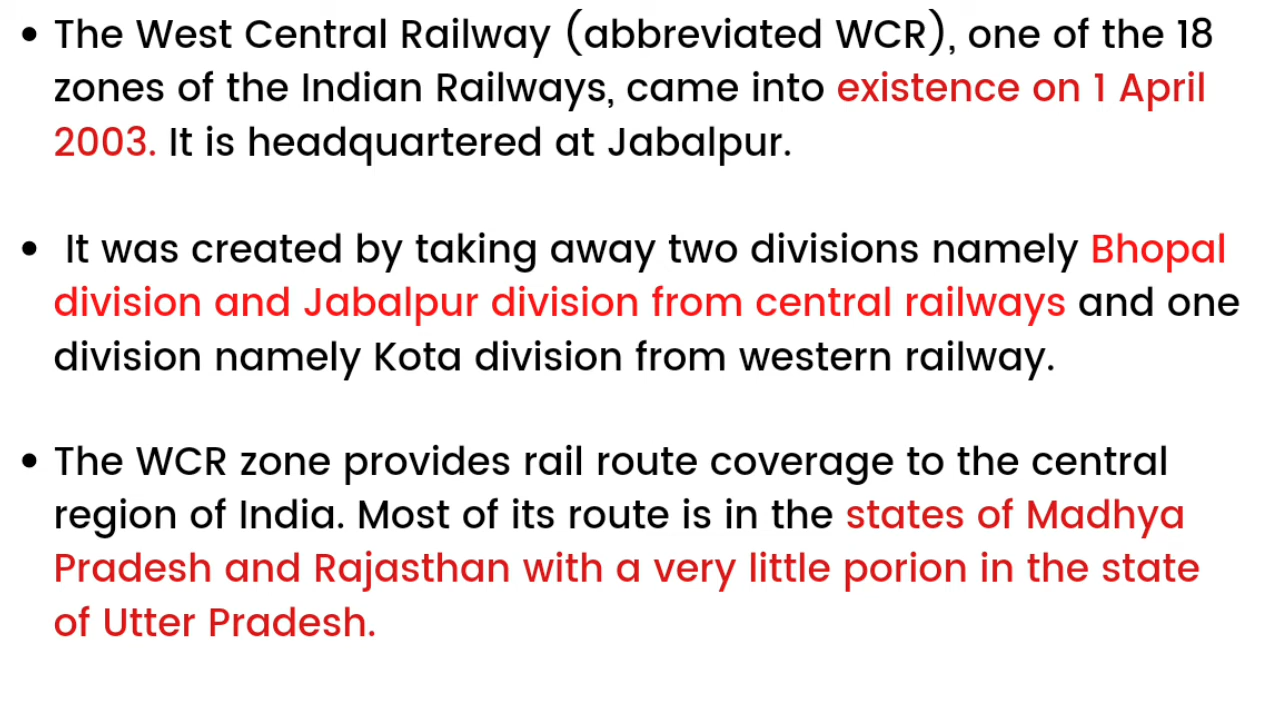 • The West Central Railway (abbreviated WCR), one of the 18
zones of the Indian Railways, came into existence on 1 April
2003. It is headquartered at Jabalpur.
• It was created by taking away two divisions namely Bhopal
division and Jabalpur division from central railways and one
division namely Kota division from western railway.
• The WCR zone provides rail route coverage to the central
region of India. Most of its route is in the states of Madhya
Pradesh and Rajasthan with a very little porion in the state
of Utter Pradesh.